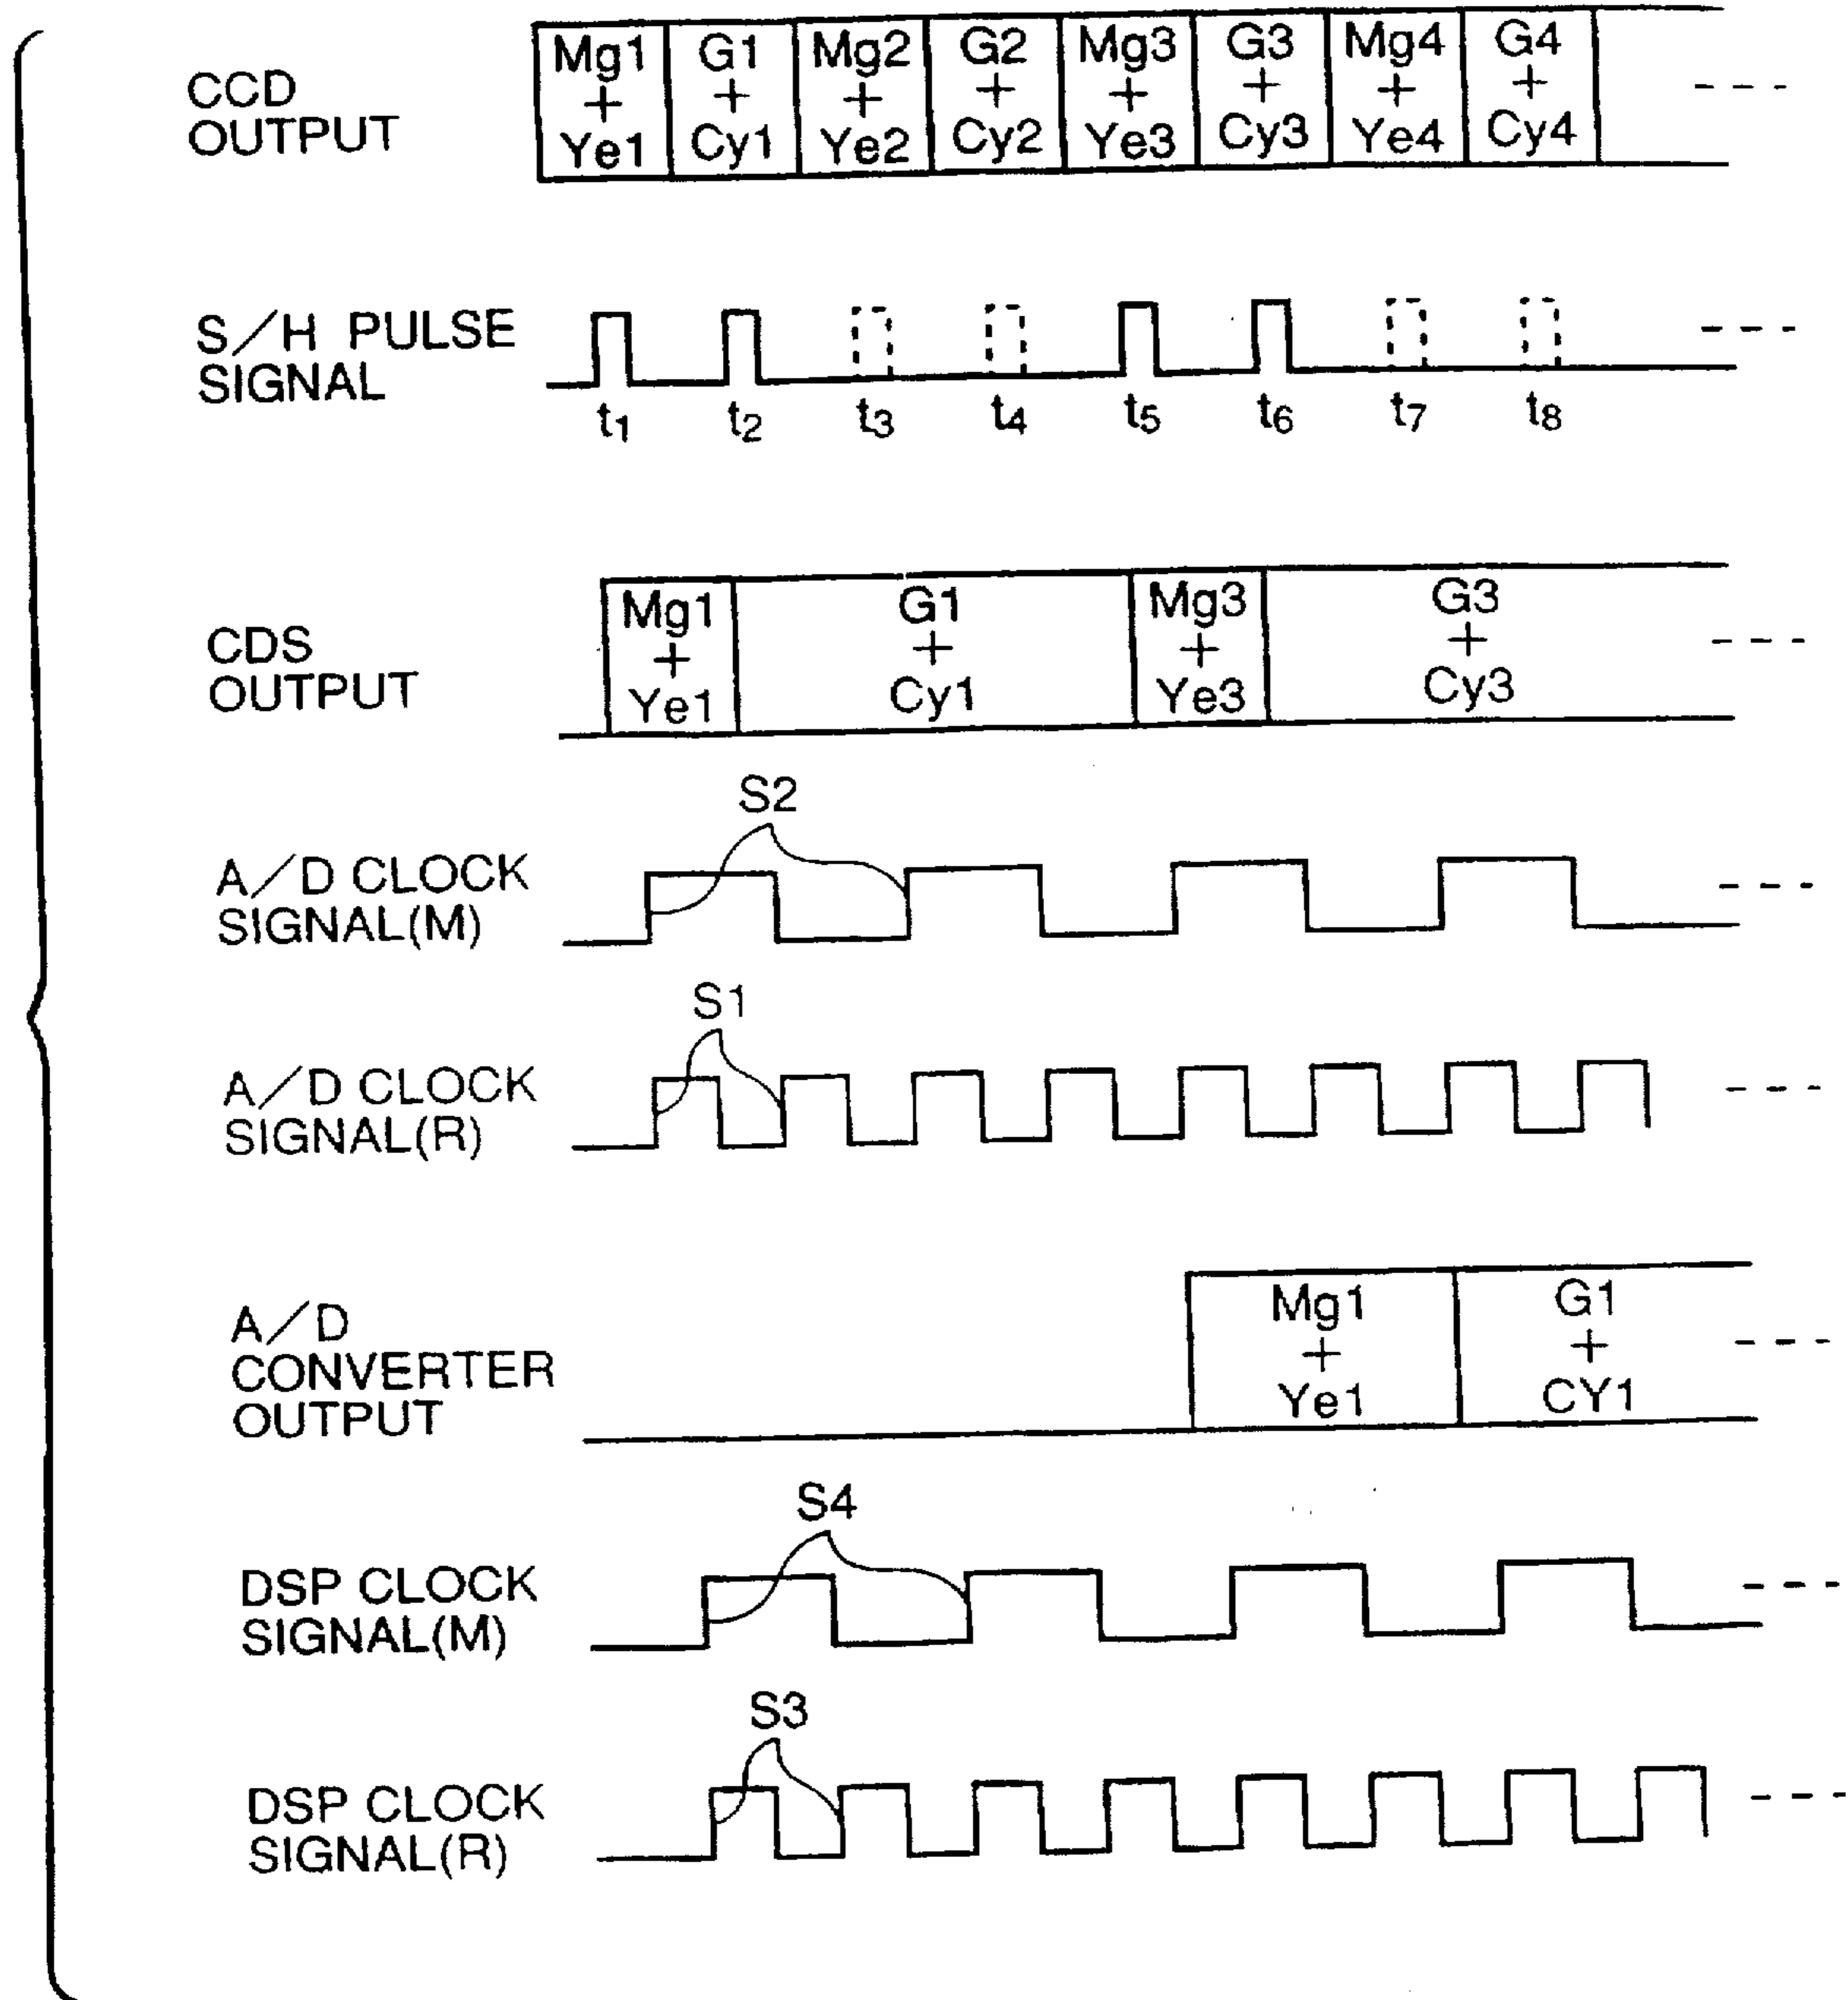 CCD
OUTPUT
Mg1 G1 Mg2 G2 Mg3 G3 Mg4 G4
+ + + + + + + +
Ye1 Cy1 Ye2 Cy2 Ye3 Cy3 Ye4 Cy4
S/H PULSE
SIGNAL
t1 t2 t3 t4 t5 t6 t7 t8
CDS
OUTPUT
Mg1 G1 Mg3 G3
+ + + +
Ye1 Cy1 Ye3 Cy3
S2
A/D CLOCK
SIGNAL(M)
S1
A/D CLOCK
SIGNAL(R)
A/D
CONVERTER
OUTPUT
Mg1 G1
+ +
Ye1 CY1
S4
DSP CLOCK
SIGNAL(M)
S3
DSP CLOCK
SIGNAL(R)